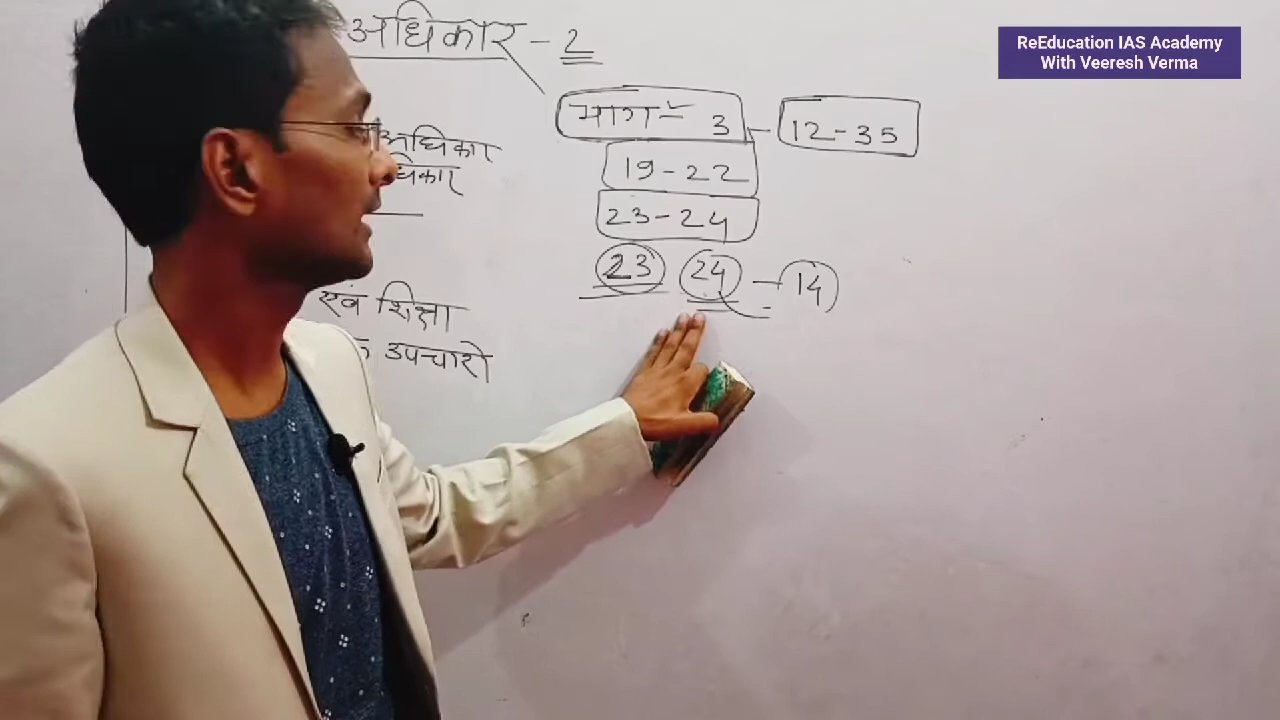 ReEducation IAS Academy
With Veeresh Verma
अधिकार - 2
भाग - 3 - 12-35
19-22
23-24
23 24 - 14
अधिकार
धिकार
एवं शिक्षा
उपचारो